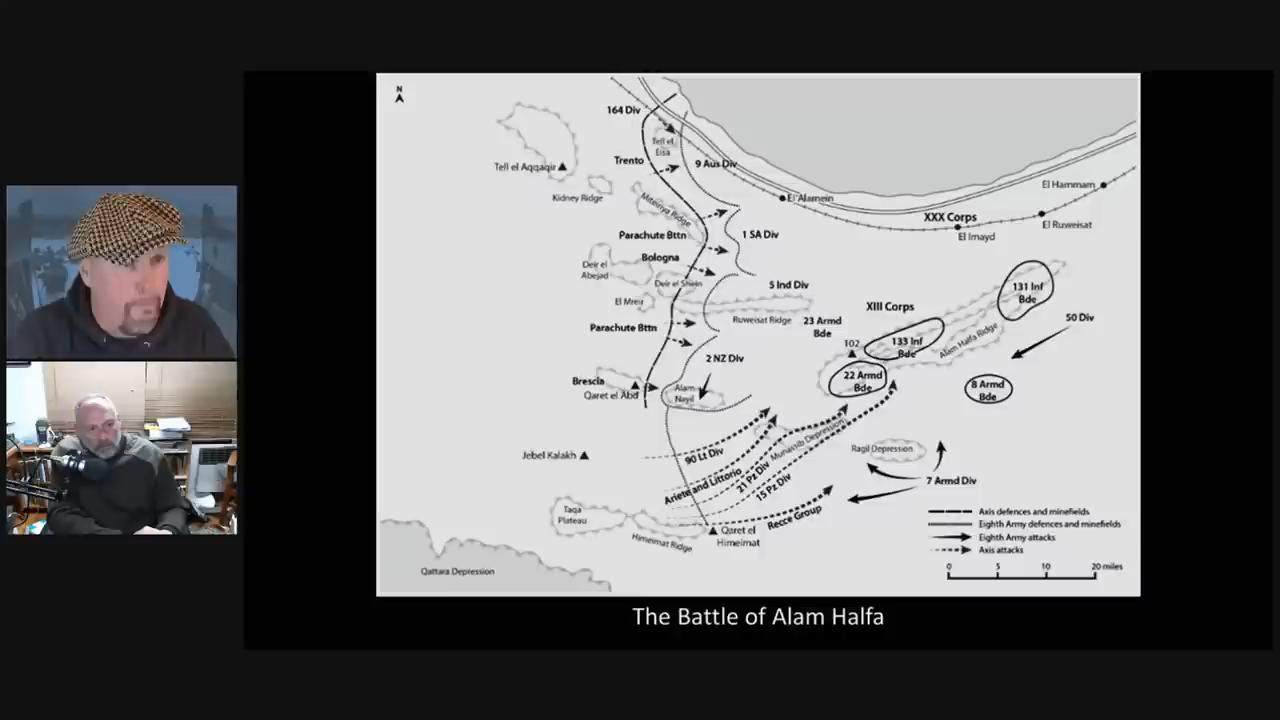 N
164 Div
Tell el
Eisa
Trento
9 Aus Div
Tell el Aqqaqir
Kidney Ridge
Miteirya Ridge
El Alamein
El Hammam
XXX Corps
El Ruweisat
El Imayd
Parachute Bttn
1 SA Div
Bologna
Deir el
Abejad
Deir el Shein
5 Ind Div
El Mreir
Ruweisat Ridge
XIII Corps
131 Inf
Bde
23 Armd
Bde
50 Div
Parachute Bttn
102
133 Inf
Bde
Alam Halfa Ridge
2 NZ Div
22 Armd
Bde
8 Armd
Bde
Brescia
Qaret el Abd
Alam
Nayil
Munassib Depression
Ragil Depression
Jebel Kalakh
90 Lt Div
Ariete and Littorio
21 Pz Div
15 Pz Div
7 Armd Div
Recce Group
Taqa
Plateau
Himeimat Ridge
Qaret el
Himeimat
Qattara Depression
Axis defences and minefields
Eighth Army defences and minefields
Eighth Army attacks
Axis attacks
0 5 10 20 miles
The Battle of Alam Halfa